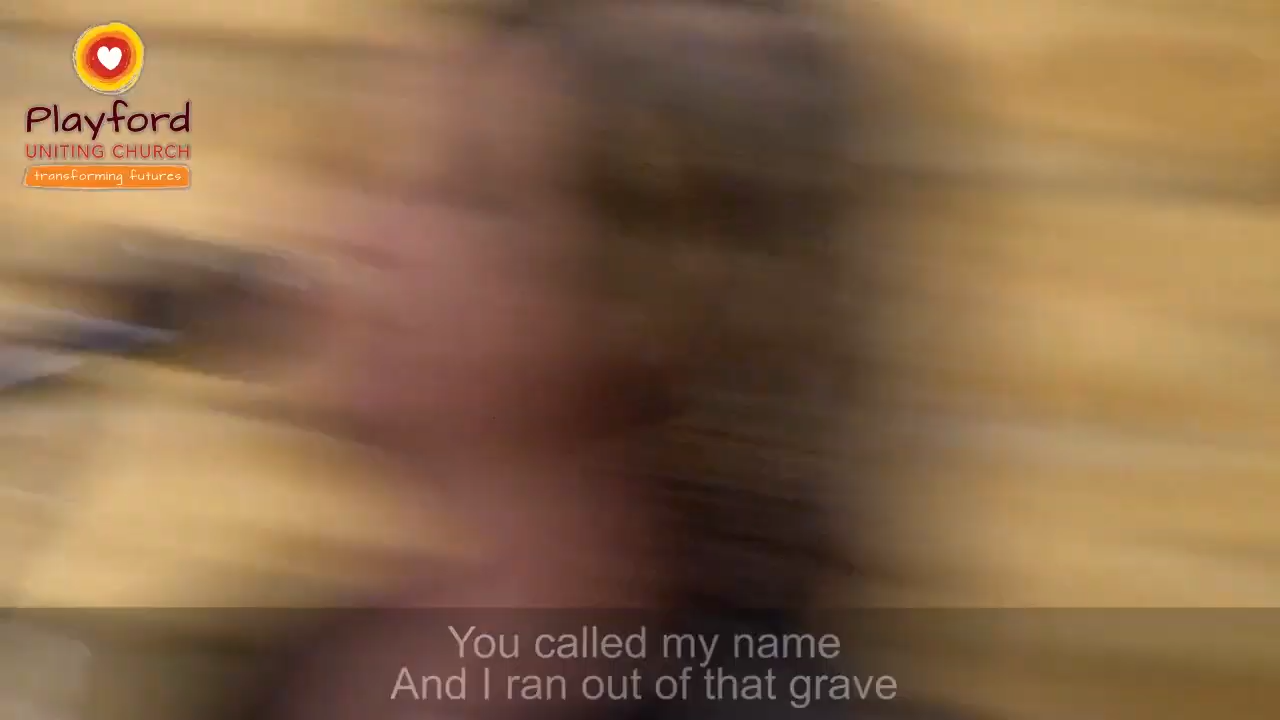 Playford
UNITING CHURCH
transforming futures
You called my name
And I ran out of that grave